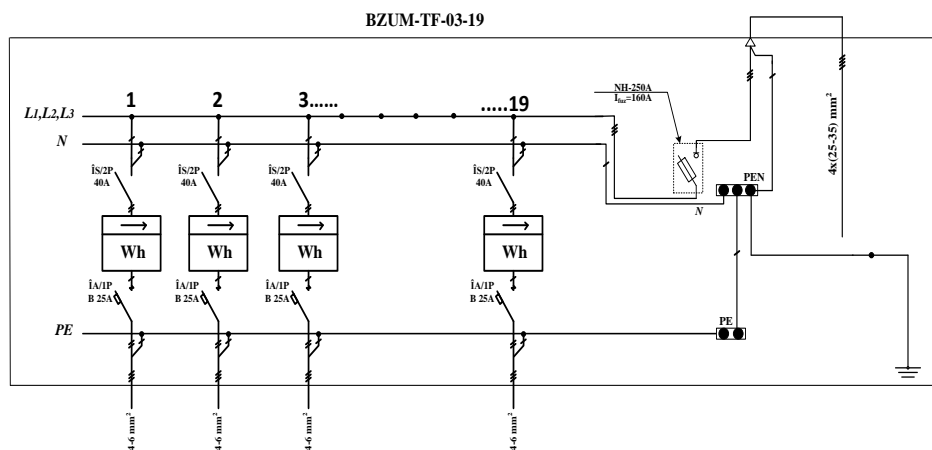 BZUM-TF-03-19
NH-250A
I_fuz=160A
1 2 3...... .....19
L1,L2,L3
N
4x(25-35) mm²
ÎS/2P ÎS/2P ÎS/2P ÎS/2P
40A 40A 40A 40A
PEN
N
Wh Wh Wh Wh
ÎA/1P ÎA/1P ÎA/1P ÎA/1P
B 25A B 25A B 25A B 25A
PE
PE
4-6 mm² 4-6 mm² 4-6 mm² 4-6 mm²